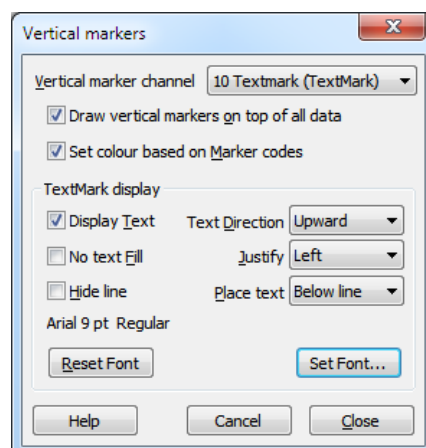 Vertical markers
Vertical marker channel 10 Textmark (TextMark)
Draw vertical markers on top of all data
Set colour based on Marker codes
TextMark display
Display Text Text Direction Upward
No text Fill Justify Left
Hide line Place text Below line
Arial 9 pt Regular
Reset Font Set Font...
Help Cancel Close